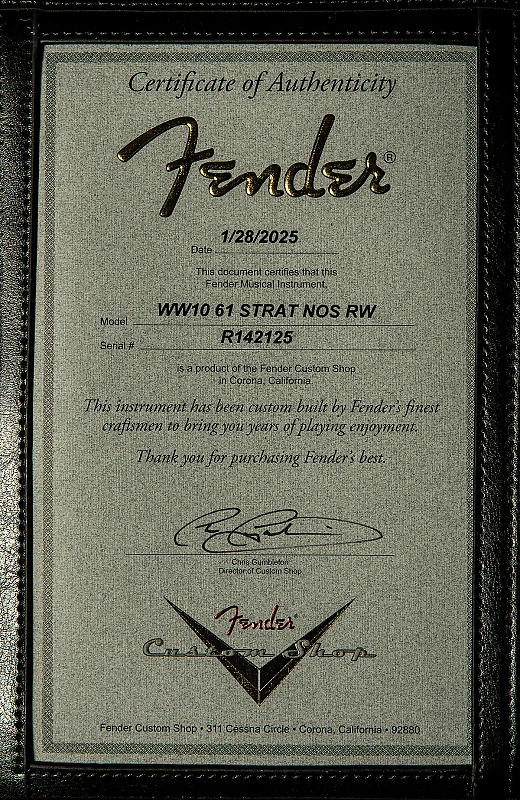 Certificate of Authenticity
Fender®
Date 1/28/2025
This document certifies that this
Fender Musical Instrument,
Model WW10 61 STRAT NOS RW
Serial # R142125
is a product of the Fender Custom Shop
in Corona, California.
This instrument has been custom built by Fender's finest
craftsmen to bring you years of playing enjoyment.
Thank you for purchasing Fender's best.
Chris Gumbleton
Director of Custom Shop
Fender®
Custom Shop
Fender Custom Shop • 311 Cessna Circle • Corona, California • 92880